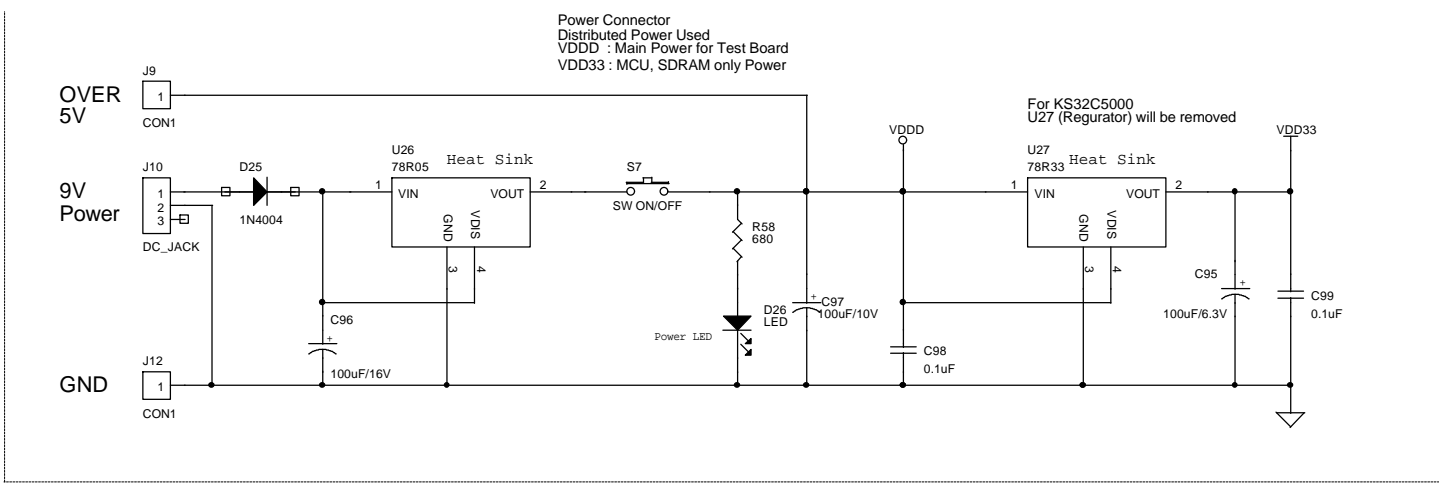 Power Connector
Distributed Power Used
VDDD : Main Power for Test Board
VDD33 : MCU, SDRAM only Power
J9
OVER
5V
1
CON1
For KS32C5000
U27 (Regurator) will be removed
VDDD
VDD33
J10
9V
Power
1
2
3
DC_JACK
D25
1N4004
U26
78R05
Heat Sink
1
VIN
VOUT
2
GND
VDIS
3
4
S7
SW ON/OFF
U27
78R33
Heat Sink
1
VIN
VOUT
2
GND
VDIS
3
4
R58
680
D26
LED
Power LED
C97
+
100uF/10V
C95
+
100uF/6.3V
C99
0.1uF
C96
+
100uF/16V
C98
0.1uF
J12
GND
1
CON1